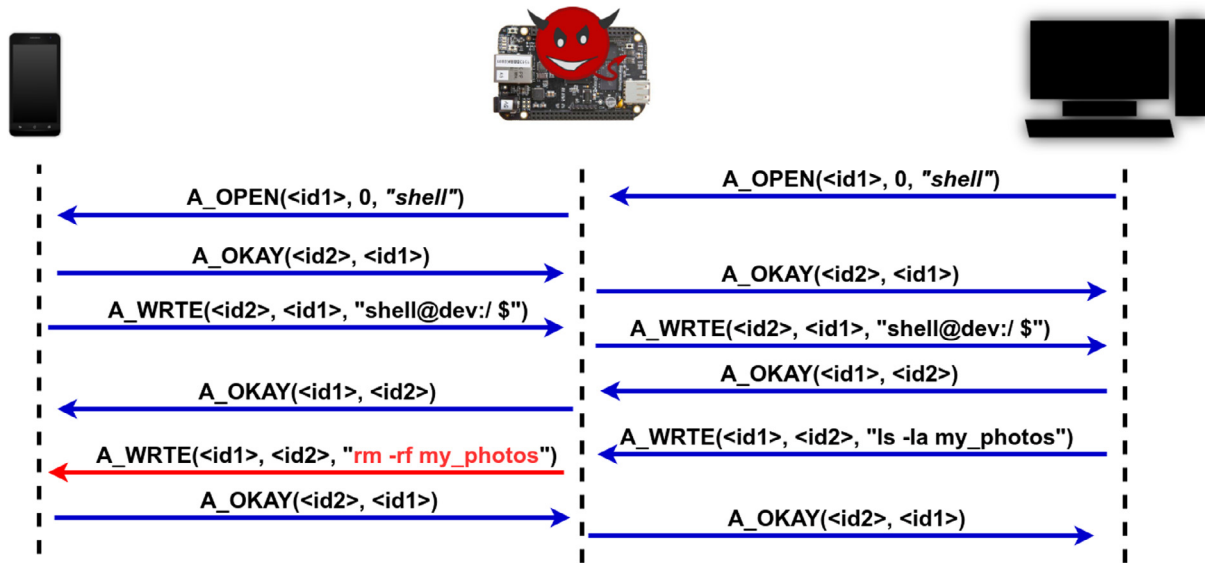 A_OPEN(<id1>, 0, "shell")
A_OPEN(<id1>, 0, "shell")
A_OKAY(<id2>, <id1>)
A_OKAY(<id2>, <id1>)
A_WRTE(<id2>, <id1>, "shell@dev:/ $")
A_WRTE(<id2>, <id1>, "shell@dev:/ $")
A_OKAY(<id1>, <id2>)
A_OKAY(<id1>, <id2>)
A_WRTE(<id1>, <id2>, "ls -la my_photos")
A_WRTE(<id1>, <id2>, "rm -rf my_photos")
A_OKAY(<id2>, <id1>)
A_OKAY(<id2>, <id1>)